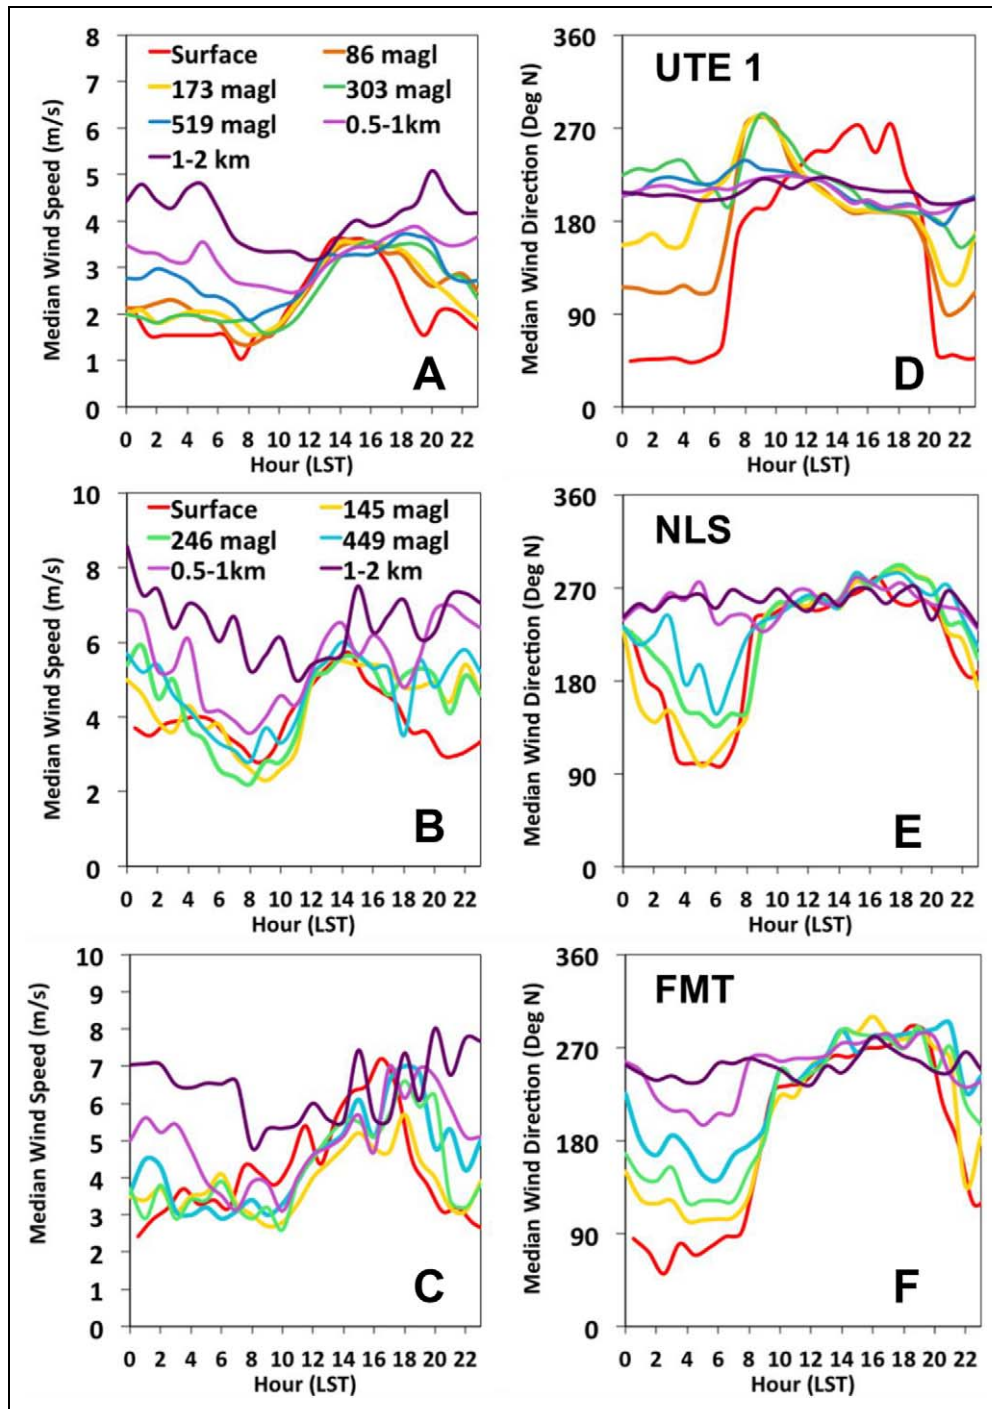 8
7
6
5
4
3
2
1
0
Median Wind Speed (m/s)
Surface 86 magl
173 magl 303 magl
519 magl 0.5-1km
1-2 km
A
0 2 4 6 8 10 12 14 16 18 20 22
Hour (LST)
360
270
180
90
0
Median Wind Direction (Deg N)
UTE 1
D
0 2 4 6 8 10 12 14 16 18 20 22
Hour (LST)
10
8
6
4
2
0
Median Wind Speed (m/s)
Surface 145 magl
246 magl 449 magl
0.5-1km 1-2 km
B
0 2 4 6 8 10 12 14 16 18 20 22
Hour (LST)
360
270
180
90
0
Median Wind Direction (Deg N)
NLS
E
0 2 4 6 8 10 12 14 16 18 20 22
Hour (LST)
10
9
8
7
6
5
4
3
2
1
0
Median Wind Speed (m/s)
C
0 2 4 6 8 10 12 14 16 18 20 22
Hour (LST)
360
270
180
90
0
Median Wind Direction (Deg N)
FMT
F
0 2 4 6 8 10 12 14 16 18 20 22
Hour (LST)